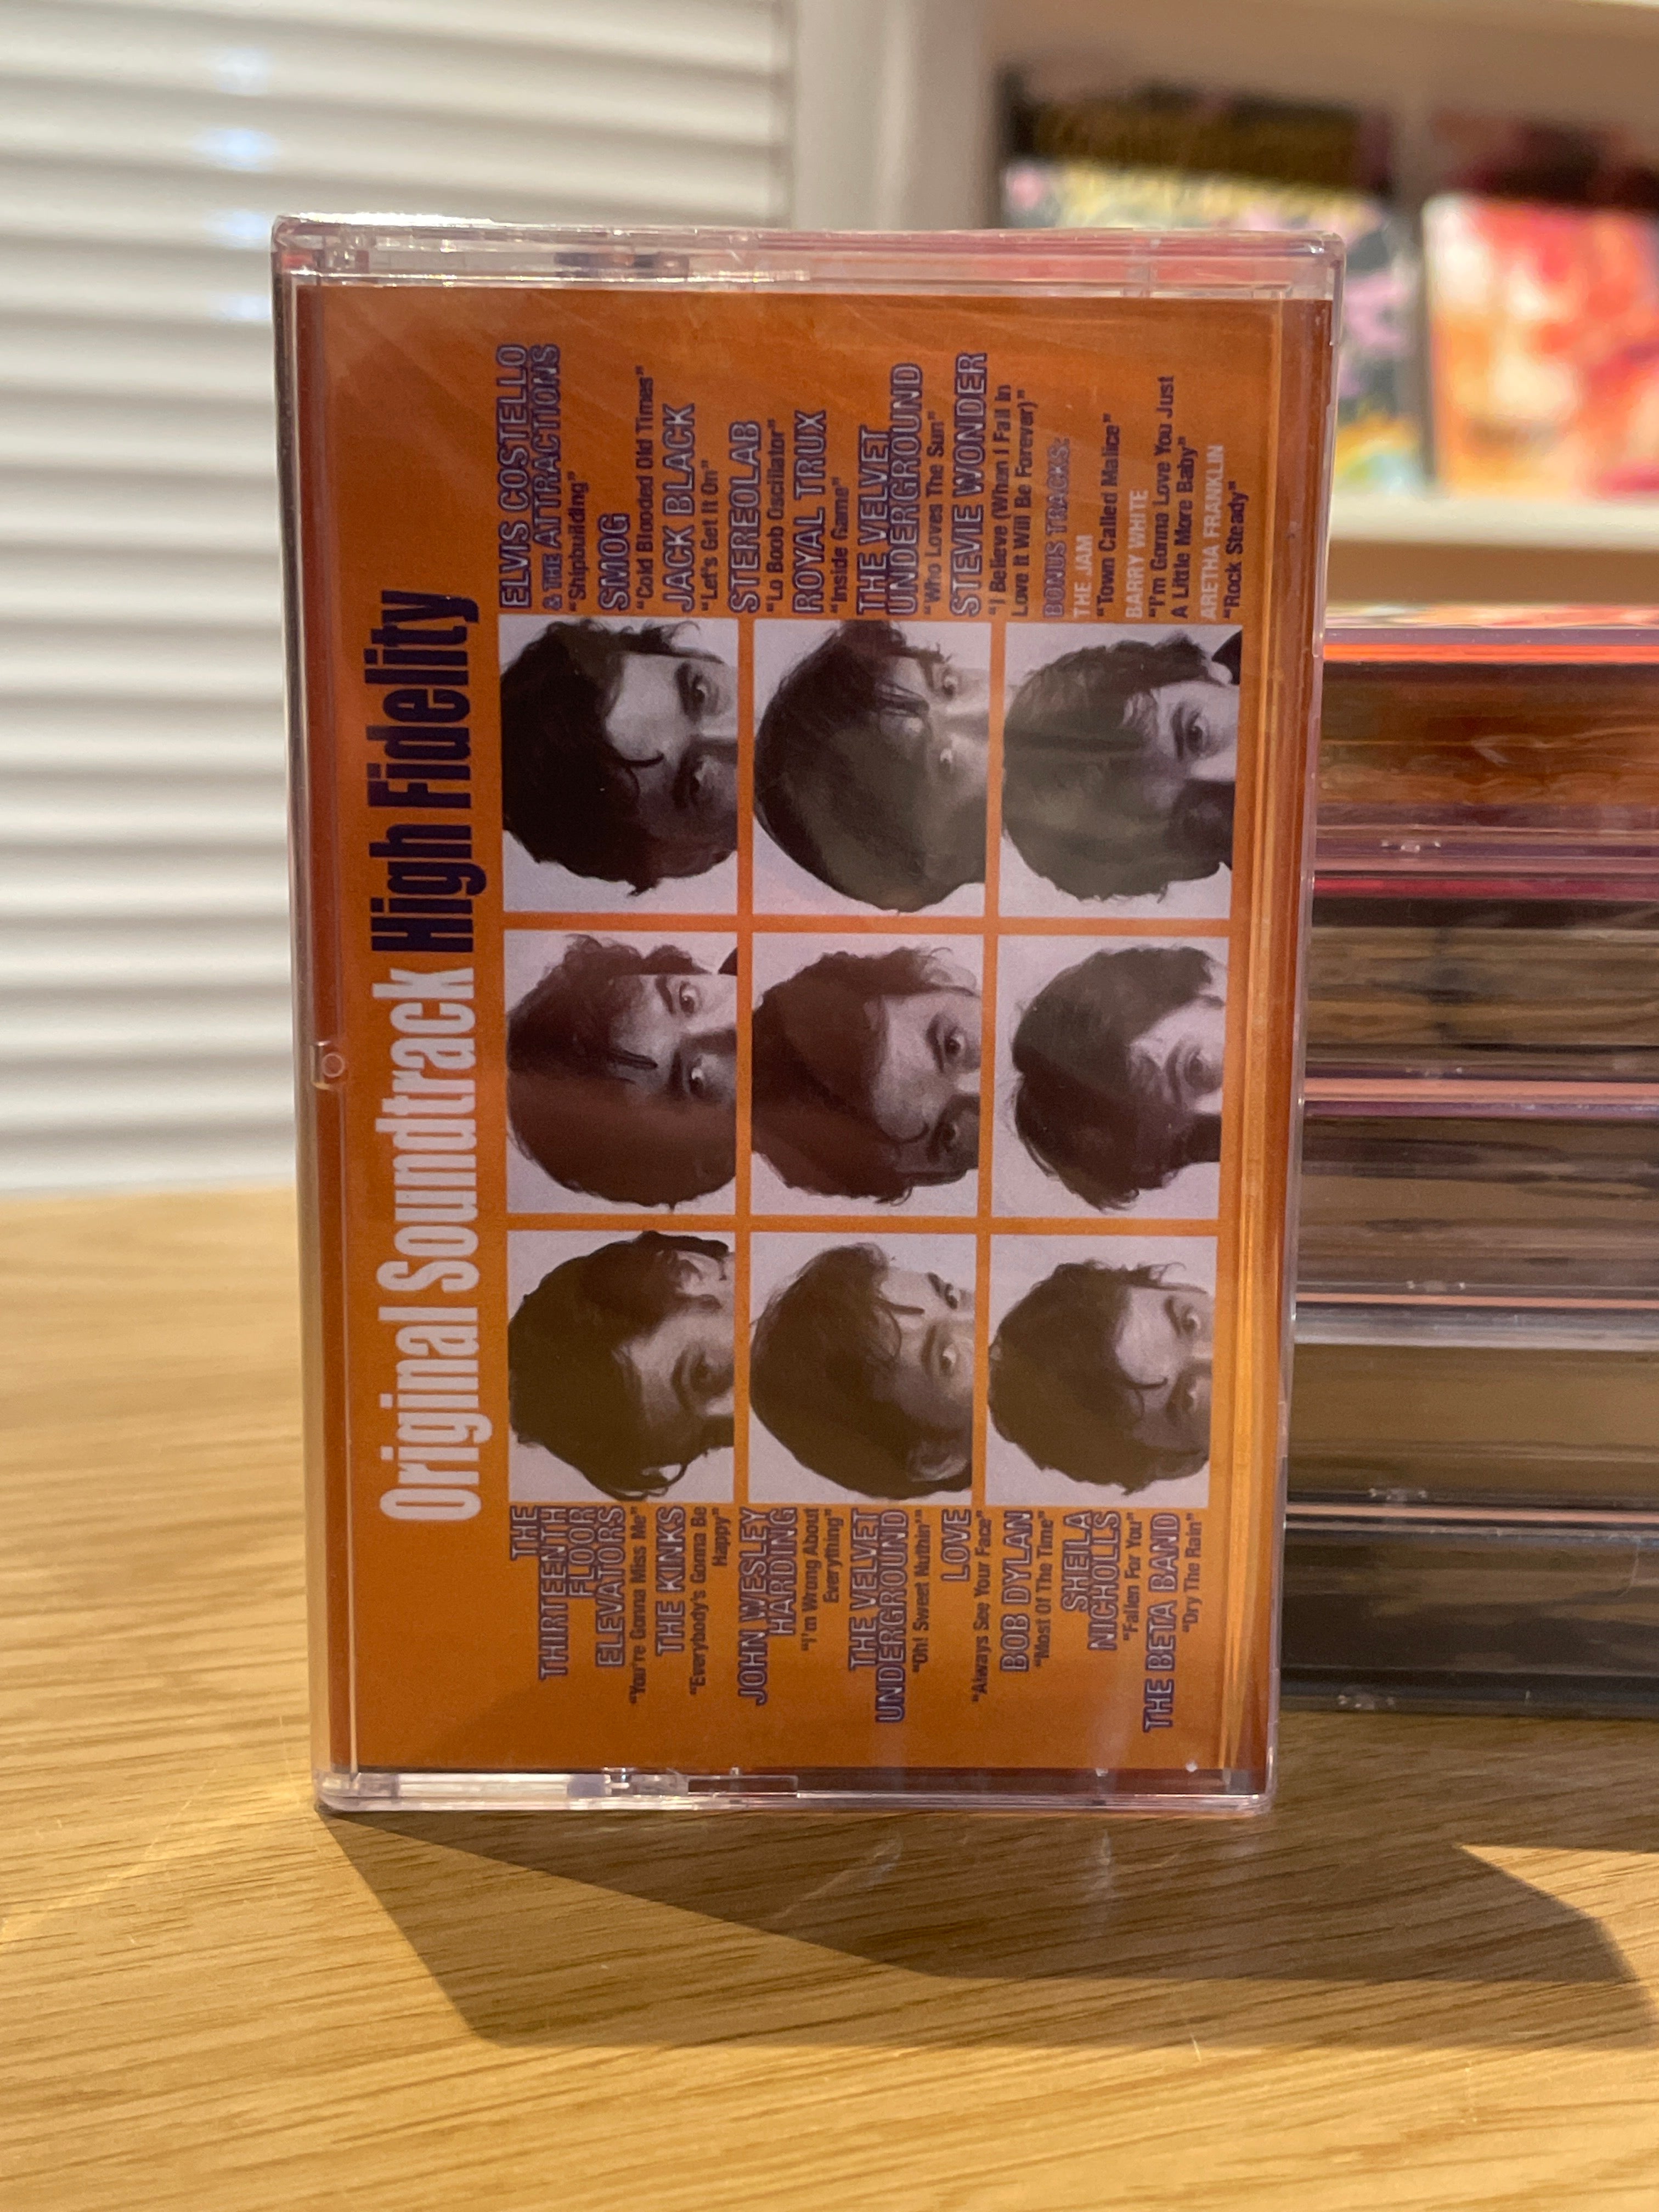 Original Soundtrack High Fidelity
THE
THIRTEENTH
FLOOR
ELEVATORS
"You're Gonna Miss Me"
THE KINKS
"Everybody's Gonna Be
Happy"
JOHN WESLEY
HARDING
"I'm Wrong About
Everything"
THE VELVET
UNDERGROUND
"Oh! Sweet Nuthin'"
LOVE
"Always See Your Face"
BOB DYLAN
"Most Of The Time"
SHEILA
NICHOLLS
"Fallen For You"
THE BETA BAND
"Dry The Rain"
ELVIS COSTELLO
& THE ATTRACTIONS
"Shipbuilding"
SMOG
"Cold Blooded Old Times"
JACK BLACK
"Let's Get It On"
STEREOLAB
"Lo Boob Oscillator"
ROYAL TRUX
"Inside Game"
THE VELVET
UNDERGROUND
"Who Loves The Sun"
STEVIE WONDER
"I Believe (When I Fall In
Love It Will Be Forever)"
BONUS TRACKS:
THE JAM
"Town Called Malice"
BARRY WHITE
"I'm Gonna Love You Just
A Little More Baby"
ARETHA FRANKLIN
"Rock Steady"